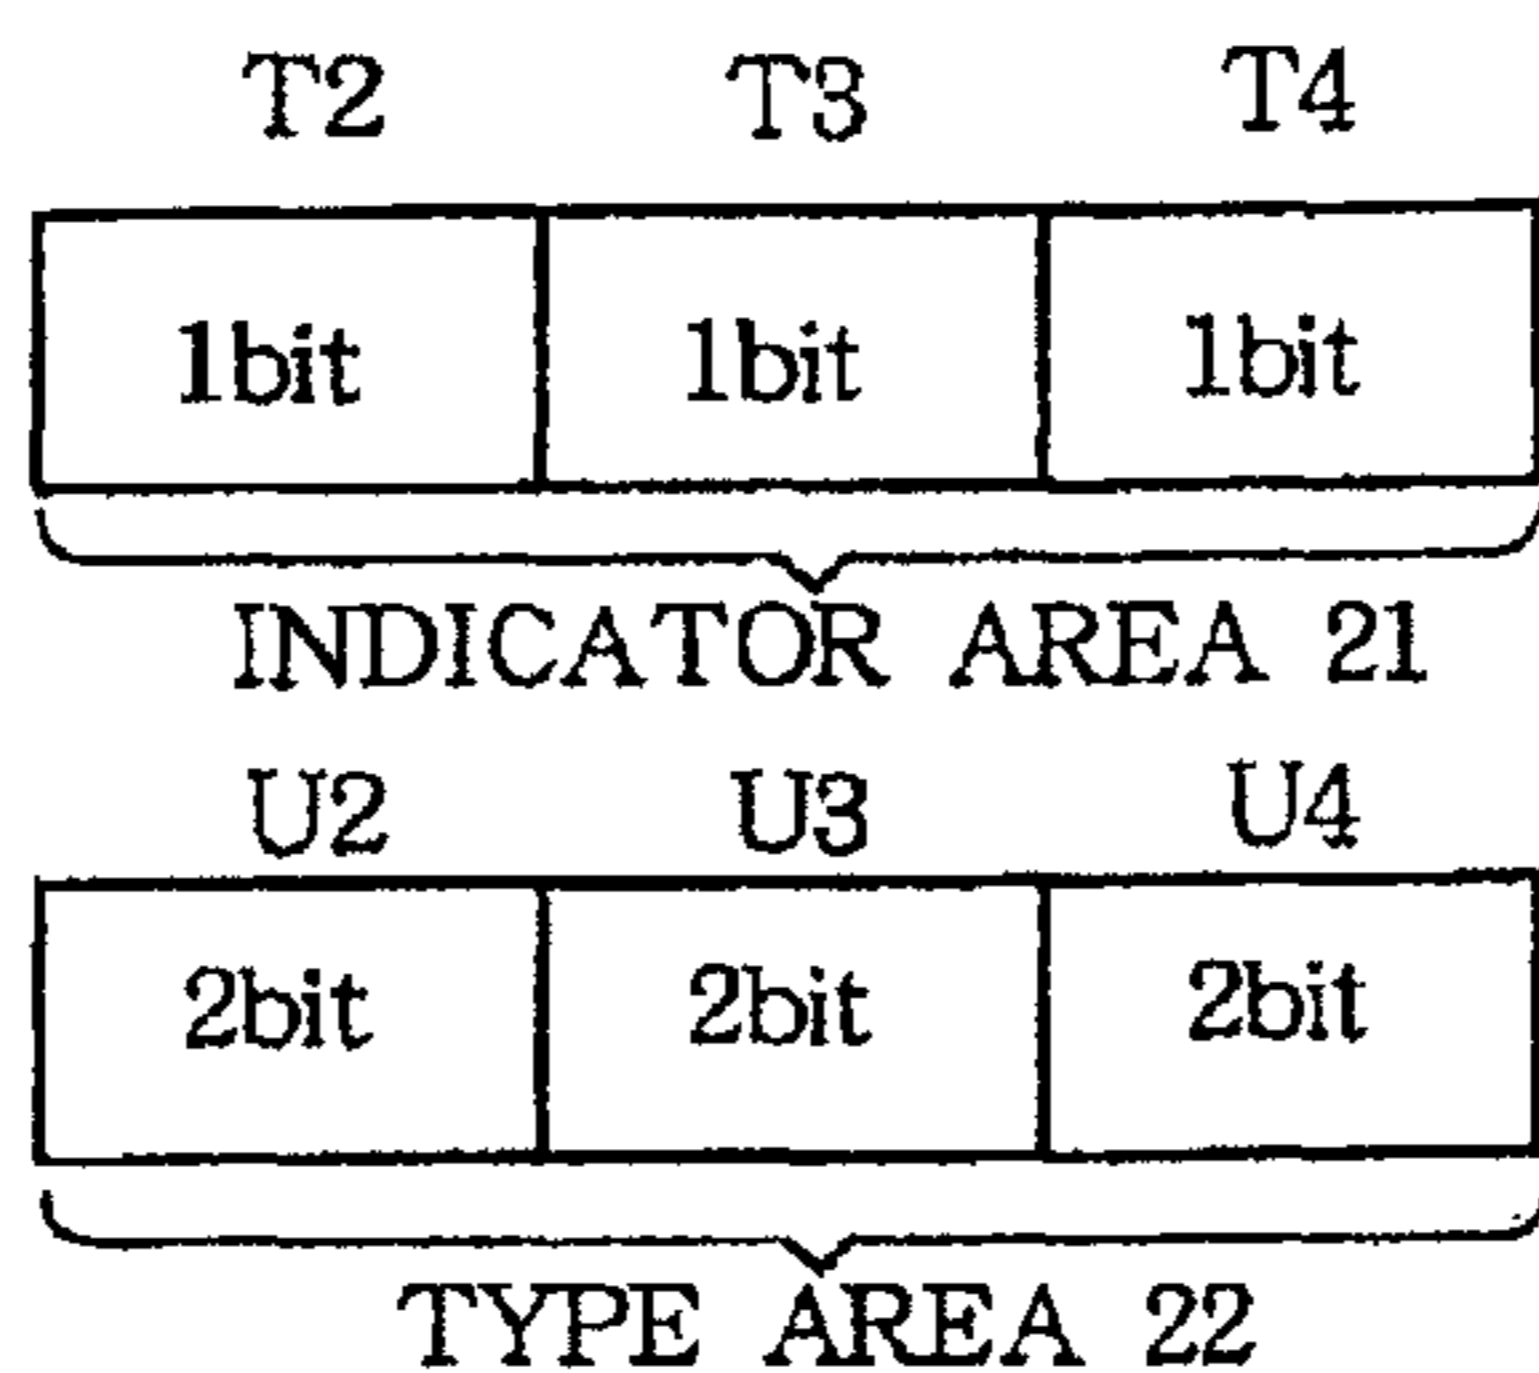 T2 T3 T4
1bit 1bit 1bit
INDICATOR AREA 21
U2 U3 U4
2bit 2bit 2bit
TYPE AREA 22